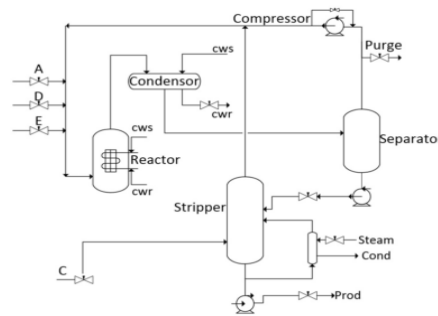 Compressor
Purge
cws
A
Condensor
D
cwr
E
cws
Reactor
Separato
cwr
Stripper
Steam
Cond
C
Prod